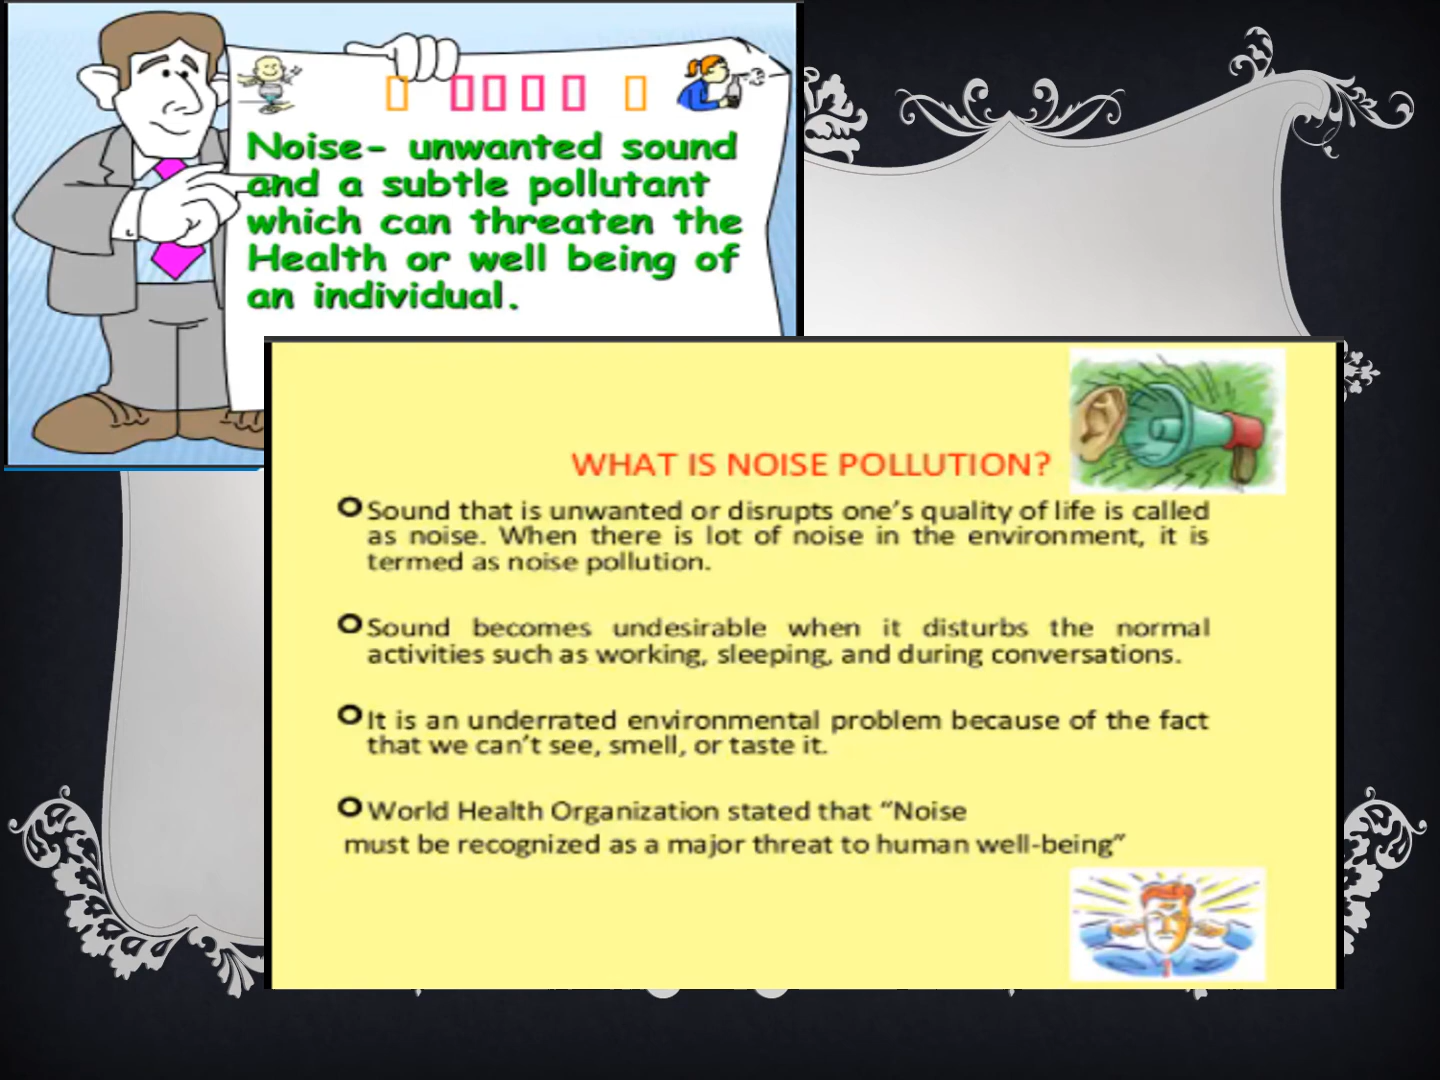 Noise- unwanted sound
and a subtle pollutant
which can threaten the
Health or well being of
an individual.
WHAT IS NOISE POLLUTION?
Sound that is unwanted or disrupts one's quality of life is called
as noise. When there is lot of noise in the environment, it is
termed as noise pollution.
Sound becomes undesirable when it disturbs the normal
activities such as working, sleeping, and during conversations.
It is an underrated environmental problem because of the fact
that we can't see, smell, or taste it.
World Health Organization stated that “Noise
must be recognized as a major threat to human well-being”